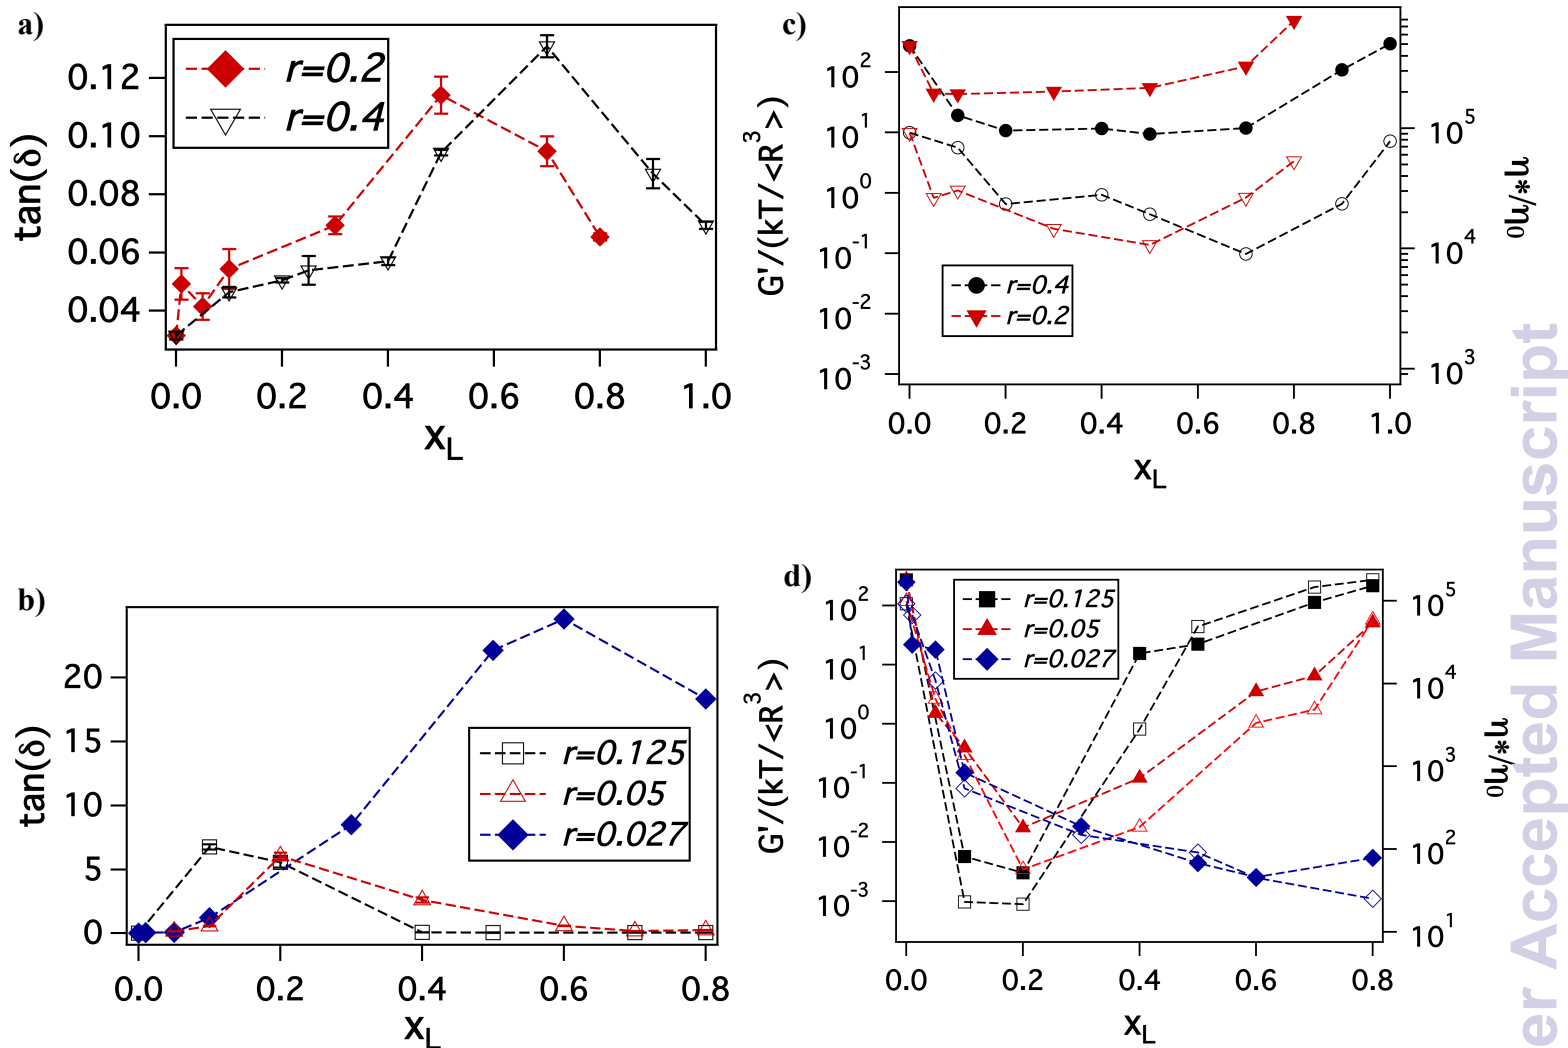 a)
tan(δ)
0.12
0.10
0.08
0.06
0.04
r=0.2
r=0.4
0.0 0.2 0.4 0.6 0.8 1.0
x_L
c)
G'/(kT/<R^3>)
10^2
10^1
10^0
10^-1
10^-2
10^-3
r=0.4
r=0.2
10^5
10^4
10^3
η*/η_0
0.0 0.2 0.4 0.6 0.8 1.0
x_L
b)
tan(δ)
20
15
10
5
0
r=0.125
r=0.05
r=0.027
0.0 0.2 0.4 0.6 0.8
x_L
d)
G'/(kT/<R^3>)
10^2
10^1
10^0
10^-1
10^-2
10^-3
r=0.125
r=0.05
r=0.027
10^5
10^4
10^3
10^2
10^1
η*/η_0
0.0 0.2 0.4 0.6 0.8
x_L
er Accepted Manuscript